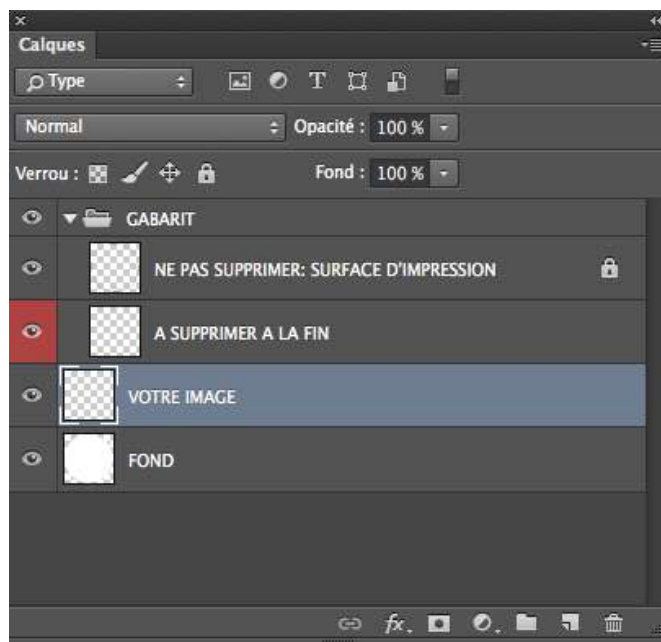 Calques
Type
T
Normal Opacité : 100 %
Verrou : Fond : 100 %
GABARIT
NE PAS SUPPRIMER: SURFACE D'IMPRESSION
A SUPPRIMER A LA FIN
VOTRE IMAGE
FOND
fx.